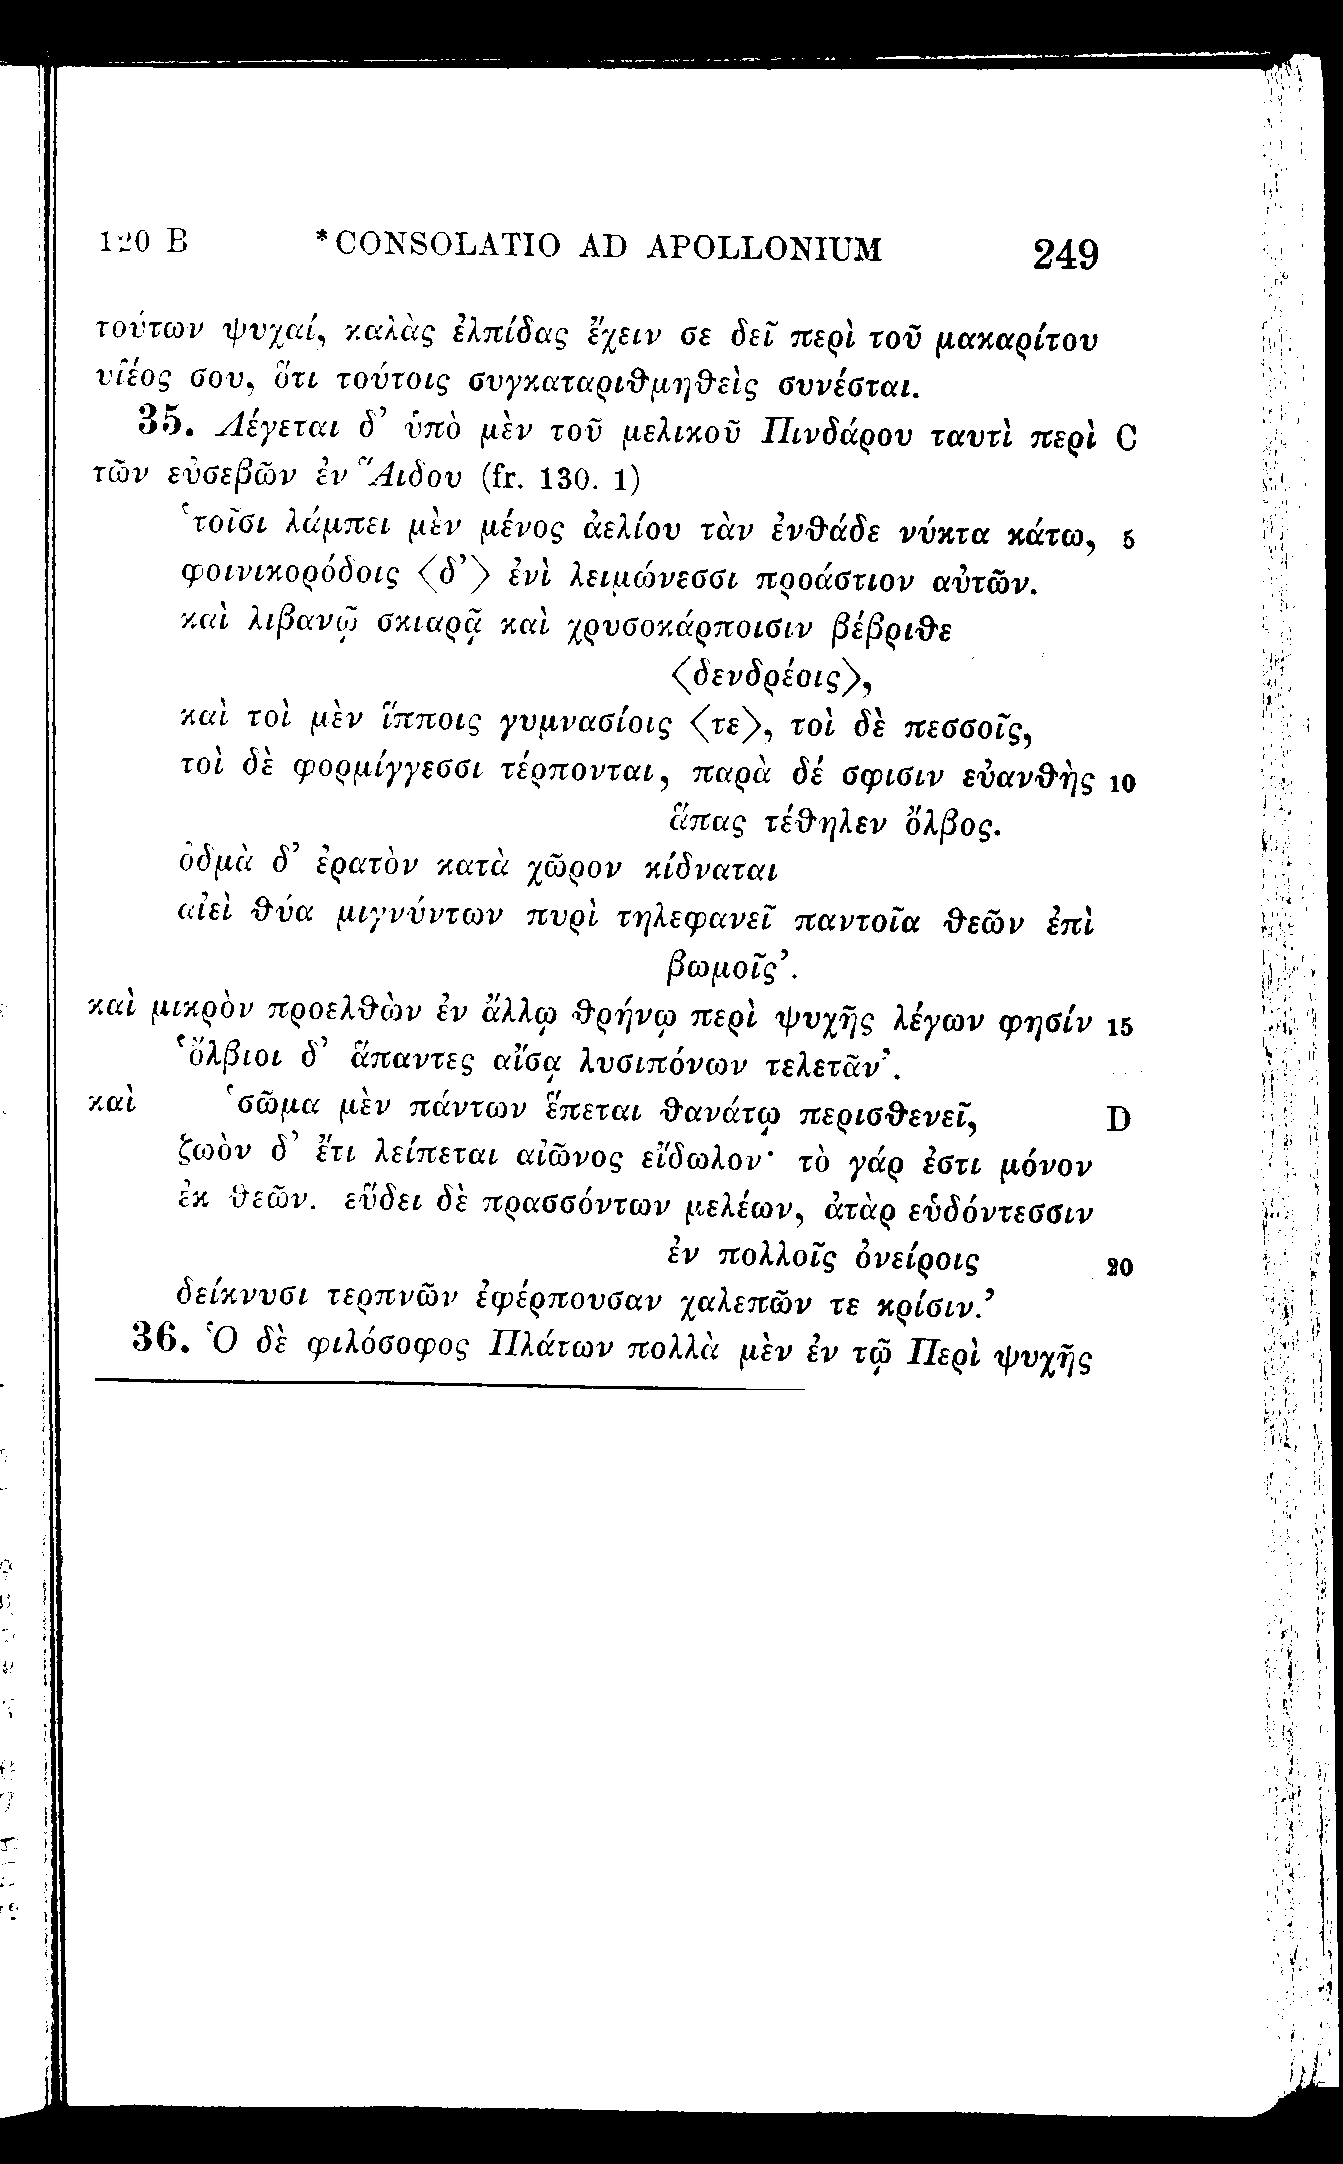 120 B *CONSOLATIO AD APOLLONIUM 249
τούτων ψυχαί, καλὰς ἐλπίδας ἔχειν σε δεῖ περὶ τοῦ μακαρίτου
υἱέος σου, ὅτι τούτοις συγκαταριθμηθεὶς συνέσται.
35. Λέγεται δ’ ὑπὸ μὲν τοῦ μελικοῦ Πινδάρου ταυτὶ περὶ C
τῶν εὐσεβῶν ἐν Ἅιδου (fr. 130. 1)
‘τοῖσι λάμπει μὲν μένος ἀελίου τὰν ἐνθάδε νύκτα κάτω, 5
φοινικορόδοις 〈δ’〉 ἐνὶ λειμώνεσσι προάστιον αὐτῶν.
καὶ λιβανῷ σκιαρᾷ καὶ χρυσοκάρποισιν βέβριθε
〈δενδρέοις〉,
καὶ τοὶ μὲν ἵπποις γυμνασίοις 〈τε〉, τοὶ δὲ πεσσοῖς,
τοὶ δὲ φορμίγγεσσι τέρπονται, παρὰ δέ σφισιν εὐανθὴς 10
ἅπας τέθηλεν ὄλβος.
ὀδμὰ δ’ ἐρατὸν κατὰ χῶρον κίδναται
αἰεὶ θύα μιγνύντων πυρὶ τηλεφανεῖ παντοῖα θεῶν ἐπὶ
βωμοῖς’.
καὶ μικρὸν προελθὼν ἐν ἄλλῳ θρήνῳ περὶ ψυχῆς λέγων φησίν 15
‘ὄλβιοι δ’ ἅπαντες αἴσᾳ λυσιπόνων τελετᾶν’.
καὶ ‘σῶμα μὲν πάντων ἕπεται θανάτῳ περισθενεῖ, D
ζωὸν δ’ ἔτι λείπεται αἰῶνος εἴδωλον· τὸ γάρ ἐστι μόνον
ἐκ θεῶν. εὕδει δὲ πρασσόντων μελέων, ἀτὰρ εὑδόντεσσιν
ἐν πολλοῖς ὀνείροις 20
δείκνυσι τερπνῶν ἐφέρπουσαν χαλεπῶν τε κρίσιν.’
36. Ὁ δὲ φιλόσοφος Πλάτων πολλὰ μὲν ἐν τῷ Περὶ ψυχῆς